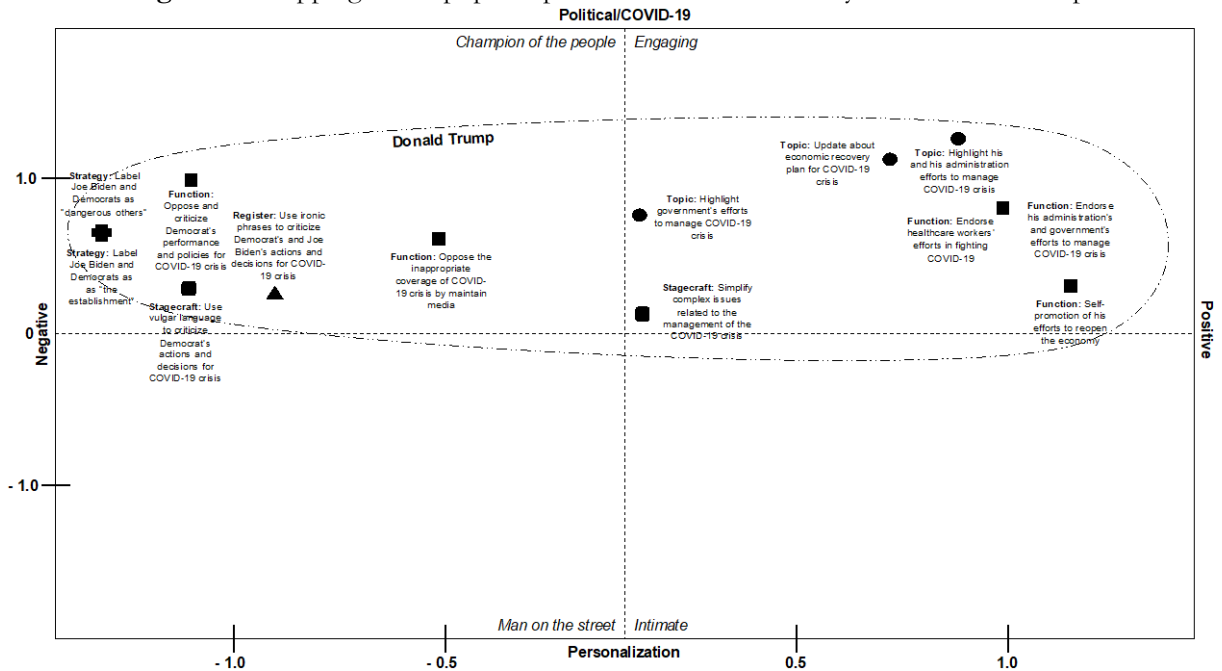 Political/COVID-19
Champion of the people
Engaging
Donald Trump
Strategy: Label
Joe Biden and
Democrats as
"dangerous others"
Strategy: Label
Joe Biden and
Democrats as
as "the
establishment"
Function:
Oppose and
criticize
Democrat's
performance
and policies for
COVID-19 crisis
Stagecraft: Use
vulgar language
to criticize
Democrat's
actions and
decisions for
COVID-19 crisis
Register: Use ironic
phrases to criticize
Democrat's and Joe
Biden's actions and
decisions for COVID-
19 crisis
Function: Oppose the
inappropriate
coverage of COVID-
19 crisis by maintain
media
Topic: Highlight
government's efforts
to manage COVID-19
crisis
Stagecraft: Simplify
complex issues
related to the
management of the
COVID-19 crisis
Topic: Update about
economic recovery
plan for COVID-19
crisis
Topic: Highlight his
and his administration
efforts to manage
COVID-19 crisis
Function: Endorse
healthcare workers'
efforts in fighting
COVID-19
Function: Endorse
his administration's
and government's
efforts to manage
COVID-19 crisis
Function: Self-
promotion of his
efforts to reopen
the economy
1.0
0
- 1.0
Negative
Positive
Man on the street
Intimate
- 1.0
- 0.5
Personalization
0.5
1.0